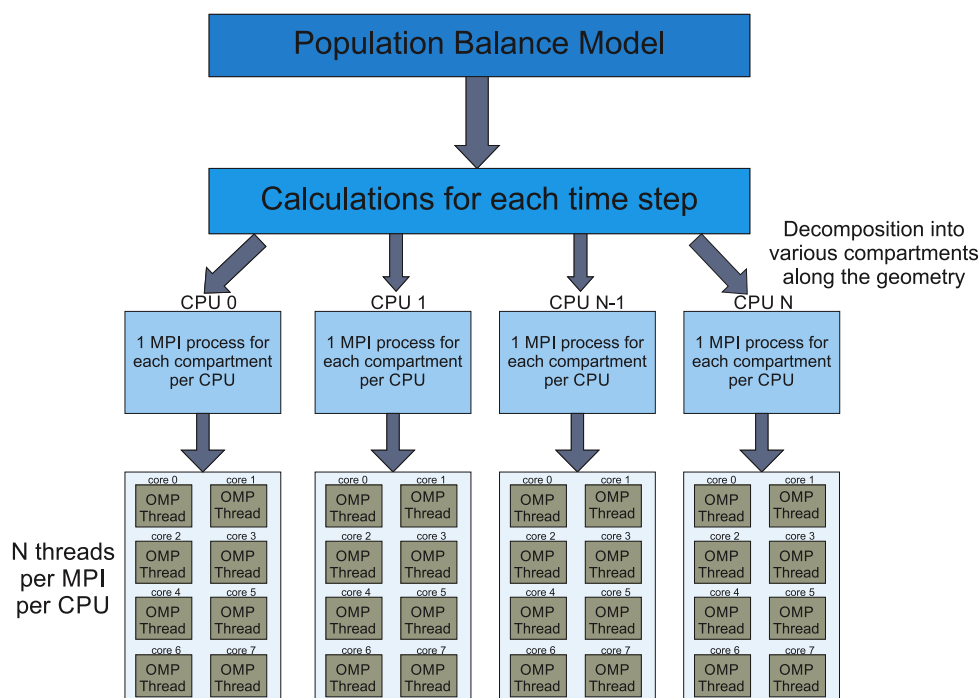 Population Balance Model
Calculations for each time step
Decomposition into
various compartments
along the geometry
CPU 0
CPU 1
CPU N-1
CPU N
1 MPI process for
each compartment
per CPU
1 MPI process for
each compartment
per CPU
1 MPI process for
each compartment
per CPU
1 MPI process for
each compartment
per CPU
N threads
per MPI
per CPU
core 0
OMP
Thread
core 1
OMP
Thread
core 2
OMP
Thread
core 3
OMP
Thread
core 4
OMP
Thread
core 5
OMP
Thread
core 6
OMP
Thread
core 7
OMP
Thread
core 0
OMP
Thread
core 1
OMP
Thread
core 2
OMP
Thread
core 3
OMP
Thread
core 4
OMP
Thread
core 5
OMP
Thread
core 6
OMP
Thread
core 7
OMP
Thread
core 0
OMP
Thread
core 1
OMP
Thread
core 2
OMP
Thread
core 3
OMP
Thread
core 4
OMP
Thread
core 5
OMP
Thread
core 6
OMP
Thread
core 7
OMP
Thread
core 0
OMP
Thread
core 1
OMP
Thread
core 2
OMP
Thread
core 3
OMP
Thread
core 4
OMP
Thread
core 5
OMP
Thread
core 6
OMP
Thread
core 7
OMP
Thread